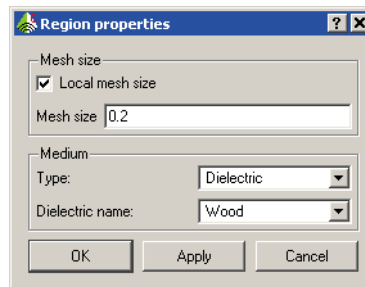 Region properties
Mesh size
Local mesh size
Mesh size 0.2
Medium
Type: Dielectric
Dielectric name: Wood
OK Apply Cancel